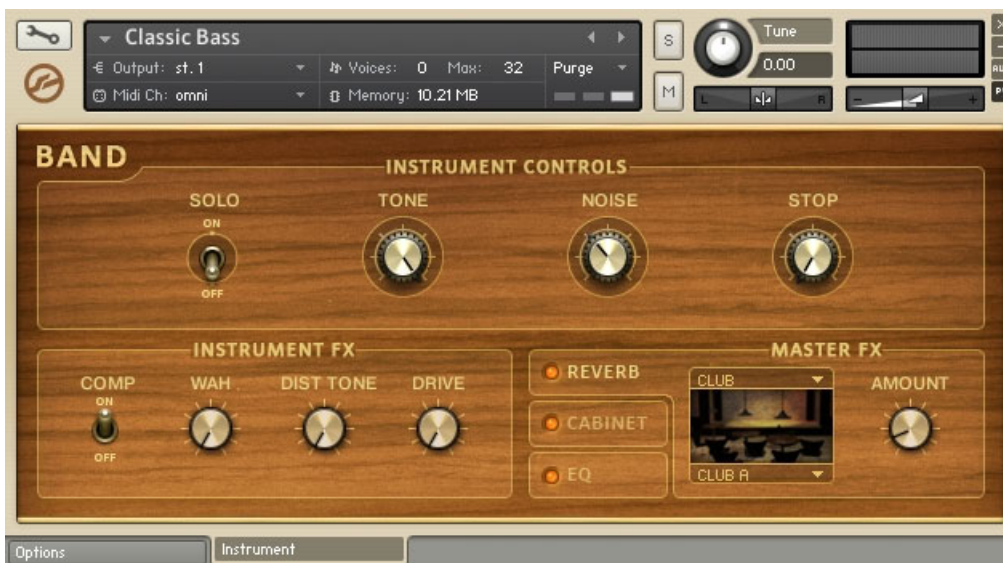 Classic Bass
Output: st. 1
Voices: 0 Max: 32
Purge
Midi Ch: omni
Memory: 10.21 MB
S
M
Tune
0.00
L
R
AU
BAND
INSTRUMENT CONTROLS
SOLO
TONE
NOISE
STOP
ON
OFF
INSTRUMENT FX
COMP
WAH
DIST TONE
DRIVE
ON
OFF
REVERB
CABINET
EQ
MASTER FX
CLUB
CLUB A
AMOUNT
Options
Instrument